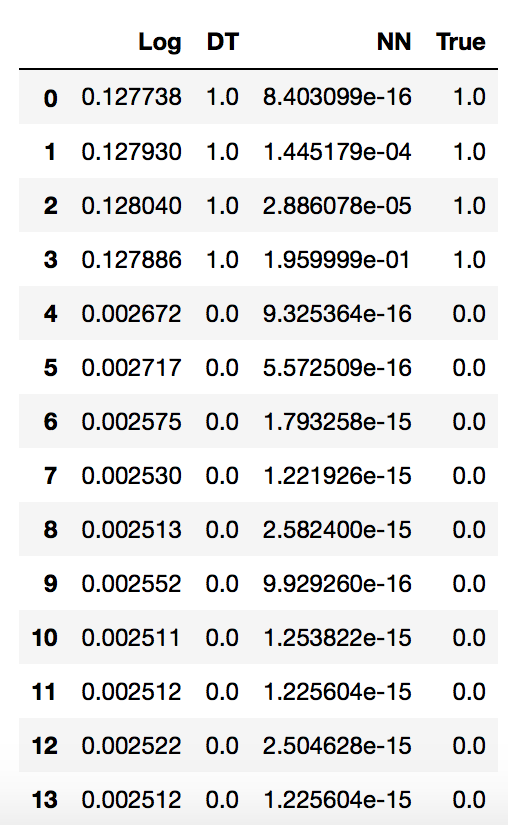 Log DT NN True
0 0.127738 1.0 8.403099e-16 1.0
1 0.127930 1.0 1.445179e-04 1.0
2 0.128040 1.0 2.886078e-05 1.0
3 0.127886 1.0 1.959999e-01 1.0
4 0.002672 0.0 9.325364e-16 0.0
5 0.002717 0.0 5.572509e-16 0.0
6 0.002575 0.0 1.793258e-15 0.0
7 0.002530 0.0 1.221926e-15 0.0
8 0.002513 0.0 2.582400e-15 0.0
9 0.002552 0.0 9.929260e-16 0.0
10 0.002511 0.0 1.253822e-15 0.0
11 0.002512 0.0 1.225604e-15 0.0
12 0.002522 0.0 2.504628e-15 0.0
13 0.002512 0.0 1.225604e-15 0.0